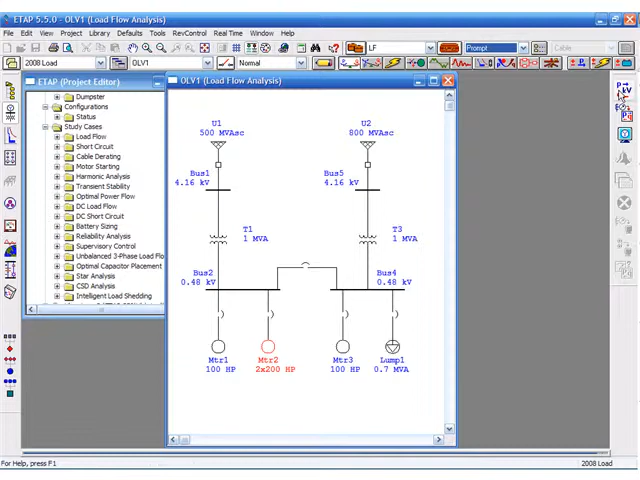 ETAP 5.5.0 - OLV1 (Load Flow Analysis)
File Edit View Project Library Defaults Tools RevControl Real Time Window Help
LF
Prompt
Cable
2008 Load
OLV1
Normal
ETAP (Project Editor)
Dumpster
Configurations
Status
Study Cases
Load Flow
Short Circuit
Cable Derating
Motor Starting
Harmonic Analysis
Transient Stability
Optimal Power Flow
DC Load Flow
DC Short Circuit
Battery Sizing
Reliability Analysis
Supervisory Control
Unbalanced 3-Phase Load Flo
Optimal Capacitor Placement
Star Analysis
CSD Analysis
Intelligent Load Shedding
OLV1 (Load Flow Analysis)
U1
500 MVAsc
U2
800 MVAsc
Bus1
4.16 kV
Bus5
4.16 kV
T1
1 MVA
T3
1 MVA
Bus2
0.48 kV
Bus4
0.48 kV
Mtr1
100 HP
Mtr2
2x200 HP
Mtr3
100 HP
Lump1
0.7 MVA
For Help, press F1
2008 Load